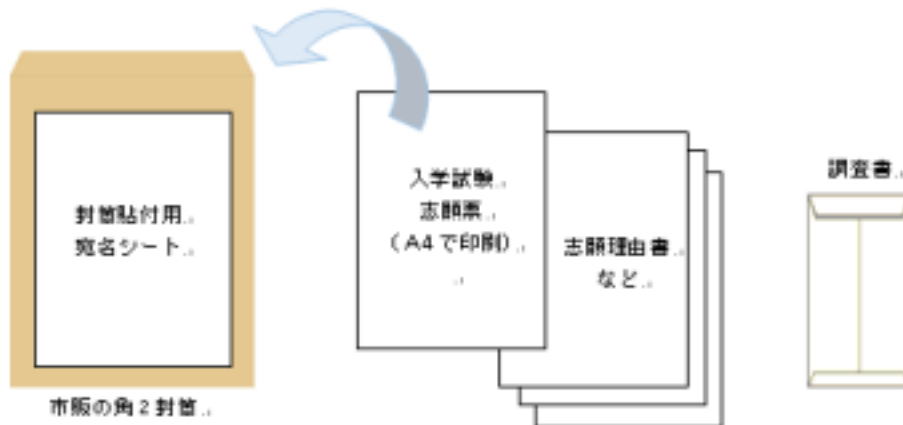 封筒貼付用
宛名シート
市販の角2封筒
入学試験
志願票
(A4で印刷)
志願理由書
など
調査書